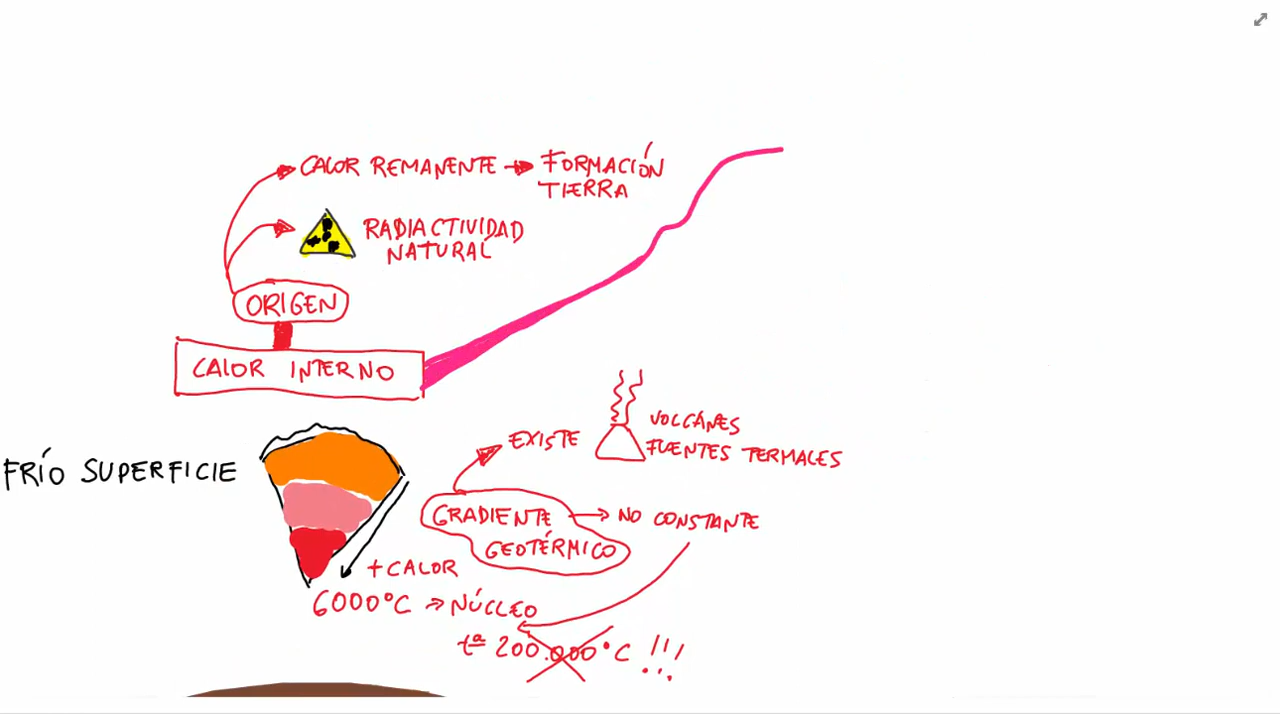 CALOR REMANENTE → FORMACIÓN
TIERRA
RADIACTIVIDAD
NATURAL
ORIGEN
CALOR INTERNO
VOLCÁNES
EXISTE
FUENTES TERMALES
FRÍO SUPERFICIE
GRADIENTE → NO CONSTANTE
GEOTÉRMICO
+ CALOR
6000°C → NÚCLEO
tª 200.000°C !!!